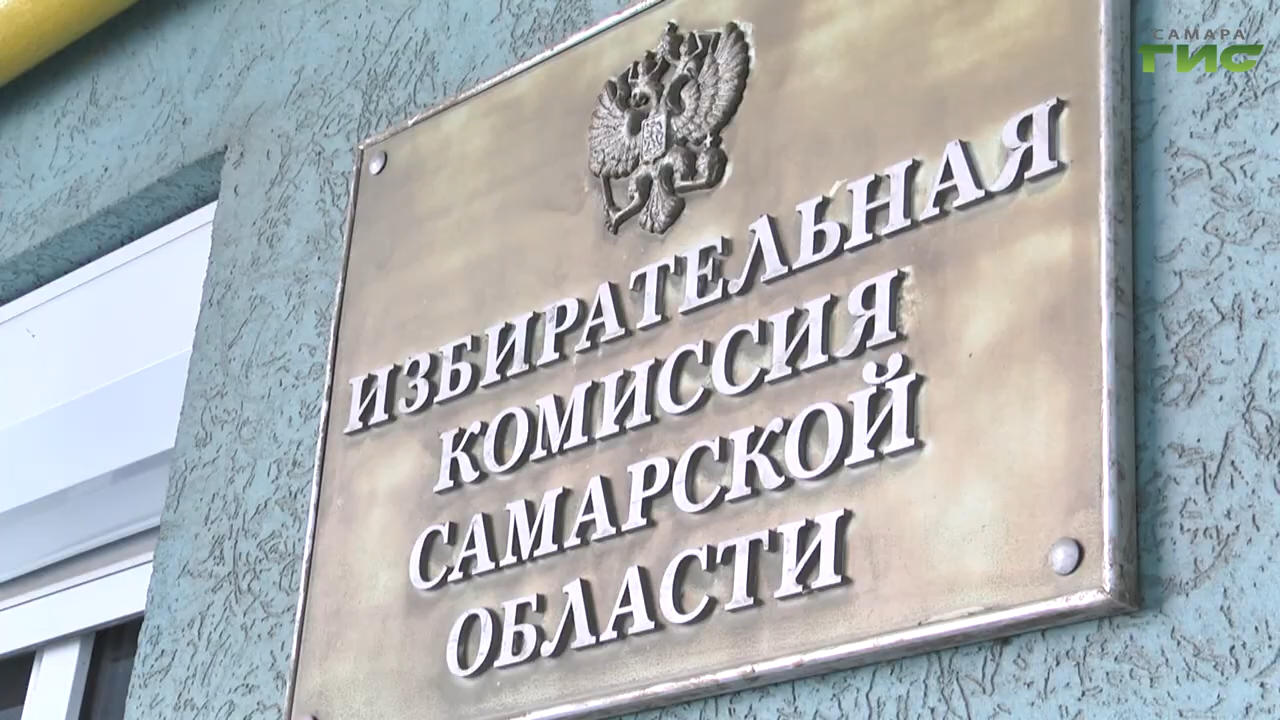 САМАРА
ГИС
ИЗБИРАТЕЛЬНАЯ
КОМИССИЯ
САМАРСКОЙ
ОБЛАСТИ